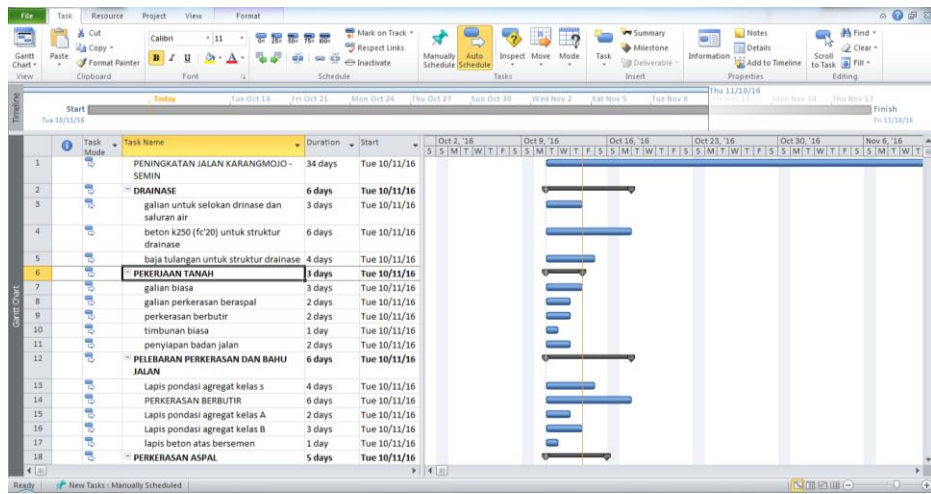 File Task Resource Project View Format
Cut
Copy
Format Painter
Paste
Gantt Chart
Calibri 11
B I U A
Mark on Track
Respect Links
Inactivate
Manually Schedule
Auto Schedule
Inspect Move Mode
Task
Summary
Milestone
Deliverable
Information
Notes
Details
Add to Timeline
Scroll to Task
Find
Clear
Fill
View Clipboard Font Schedule Tasks Insert Properties Editing
Timeline
Thu 11/10/16
Today Tue Oct 18 Fri Oct 21 Mon Oct 24 Thu Oct 27 Sun Oct 30 Wed Nov 2 Sat Nov 5 Tue Nov 8 Mon Nov 14 Thu Nov 17
Start
Tue 10/11/16
Finish
Fri 11/18/16
Task Mode Task Name Duration Start
Oct 2, '16 Oct 9, '16 Oct 16, '16 Oct 23, '16 Oct 30, '16 Nov 6, '16
S S M T W T F S S M T W T F S S M T W T F S S M T W T F S S M T W T F S S M T W T
Gantt Chart
1 PENINGKATAN JALAN KARANGMOJO - SEMIN 34 days Tue 10/11/16
2 DRAINASE 6 days Tue 10/11/16
3 galian untuk selokan drinase dan saluran air 3 days Tue 10/11/16
4 beton k250 (fc'20) untuk struktur drainase 6 days Tue 10/11/16
5 baja tulangan untuk struktur drainase 4 days Tue 10/11/16
6 PEKERJAAN TANAH 3 days Tue 10/11/16
7 galian biasa 3 days Tue 10/11/16
8 galian perkerasan beraspal 2 days Tue 10/11/16
9 perkerasan berbutir 2 days Tue 10/11/16
10 timbunan biasa 1 day Tue 10/11/16
11 penyiapan badan jalan 2 days Tue 10/11/16
12 PELEBARAN PERKERASAN DAN BAHU JALAN 6 days Tue 10/11/16
13 Lapis pondasi agregat kelas s 4 days Tue 10/11/16
14 PERKERASAN BERBUTIR 6 days Tue 10/11/16
15 Lapis pondasi agregat kelas A 2 days Tue 10/11/16
16 Lapis pondasi agregat kelas B 3 days Tue 10/11/16
17 lapis beton atas bersemen 1 day Tue 10/11/16
18 PERKERASAN ASPAL 5 days Tue 10/11/16
Ready New Tasks : Manually Scheduled